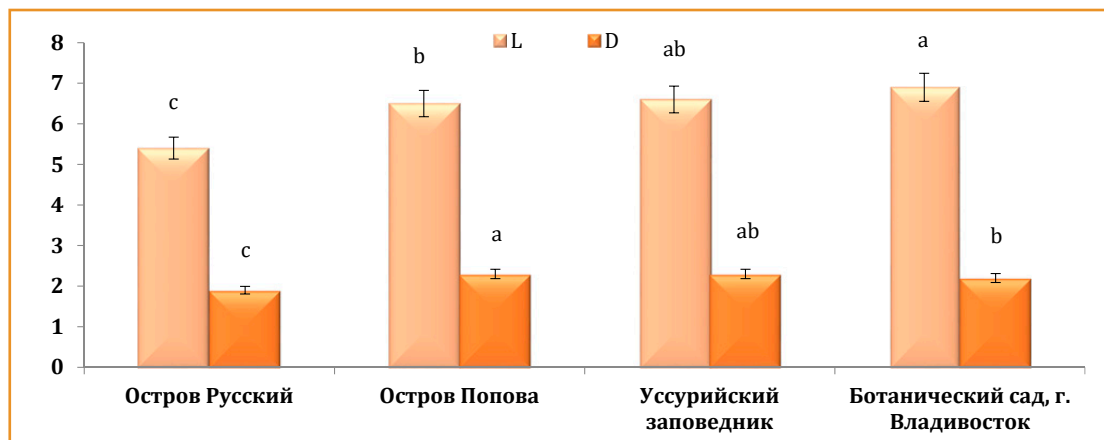 L D
8
7
6
5
4
3
2
1
0
c
c
b
a
ab
ab
a
b
Остров Русский
Остров Попова
Уссурийский
заповедник
Ботанический сад, г.
Владивосток